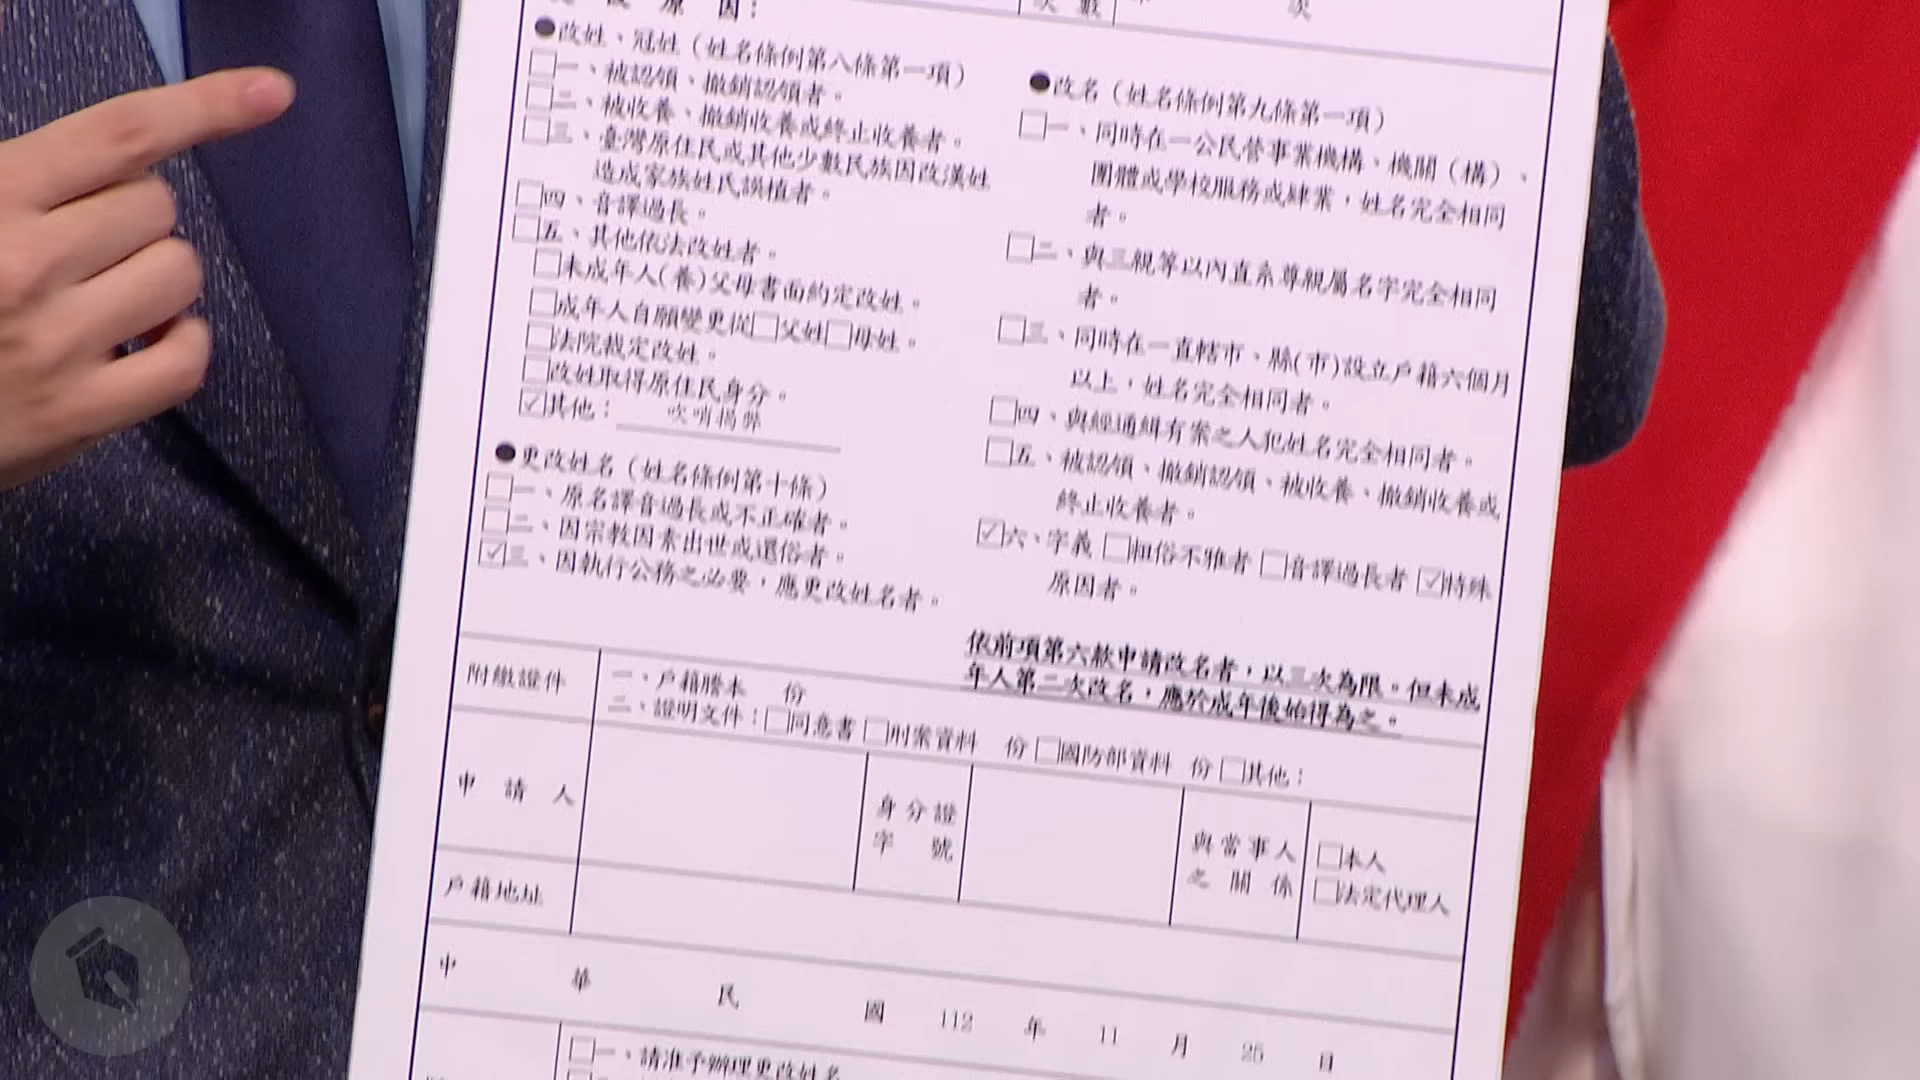 原因：
次數
次
●改姓、冠姓（姓名條例第八條第一項）
□一、被認領、撤銷認領者。
□二、被收養、撤銷收養或終止收養者。
□三、臺灣原住民或其他少數民族因改漢姓
造成家族姓氏誤植者。
□四、音譯過長。
□五、其他依法改姓者。
□未成年人(養)父母書面約定改姓。
□成年人自願變更從□父姓□母姓。
□法院裁定改姓。
□改姓取得原住民身分。
☑其他：吹哨揭弊
●更改姓名（姓名條例第十條）
□一、原名譯音過長或不正確者。
□二、因宗教因素出世或還俗者。
☑三、因執行公務之必要，應更改姓名者。
●改名（姓名條例第九條第一項）
□一、同時在一公民營事業機構、機關（構）、
團體或學校服務或肄業，姓名完全相同
者。
□二、與三親等以內直系尊親屬名字完全相同
者。
□三、同時在一直轄市、縣(市)設立戶籍六個月
以上，姓名完全相同者。
□四、與經通緝有案之人犯姓名完全相同者。
□五、被認領、撤銷認領、被收養、撤銷收養或
終止收養者。
☑六、字義□粗俗不雅者□音譯過長者☑特殊
原因者。
依前項第六款申請改名者，以三次為限。但未成
年人第二次改名，應於成年後始得為之。
附繳證件
一、戶籍謄本 份
二、證明文件：□同意書□刑案資料 份□國防部資料 份□其他：
申請人
身分證
字號
與當事人
之關係
□本人
□法定代理人
戶籍地址
中華民國 112 年 11 月 25 日
□一、請准予辦理更改姓名